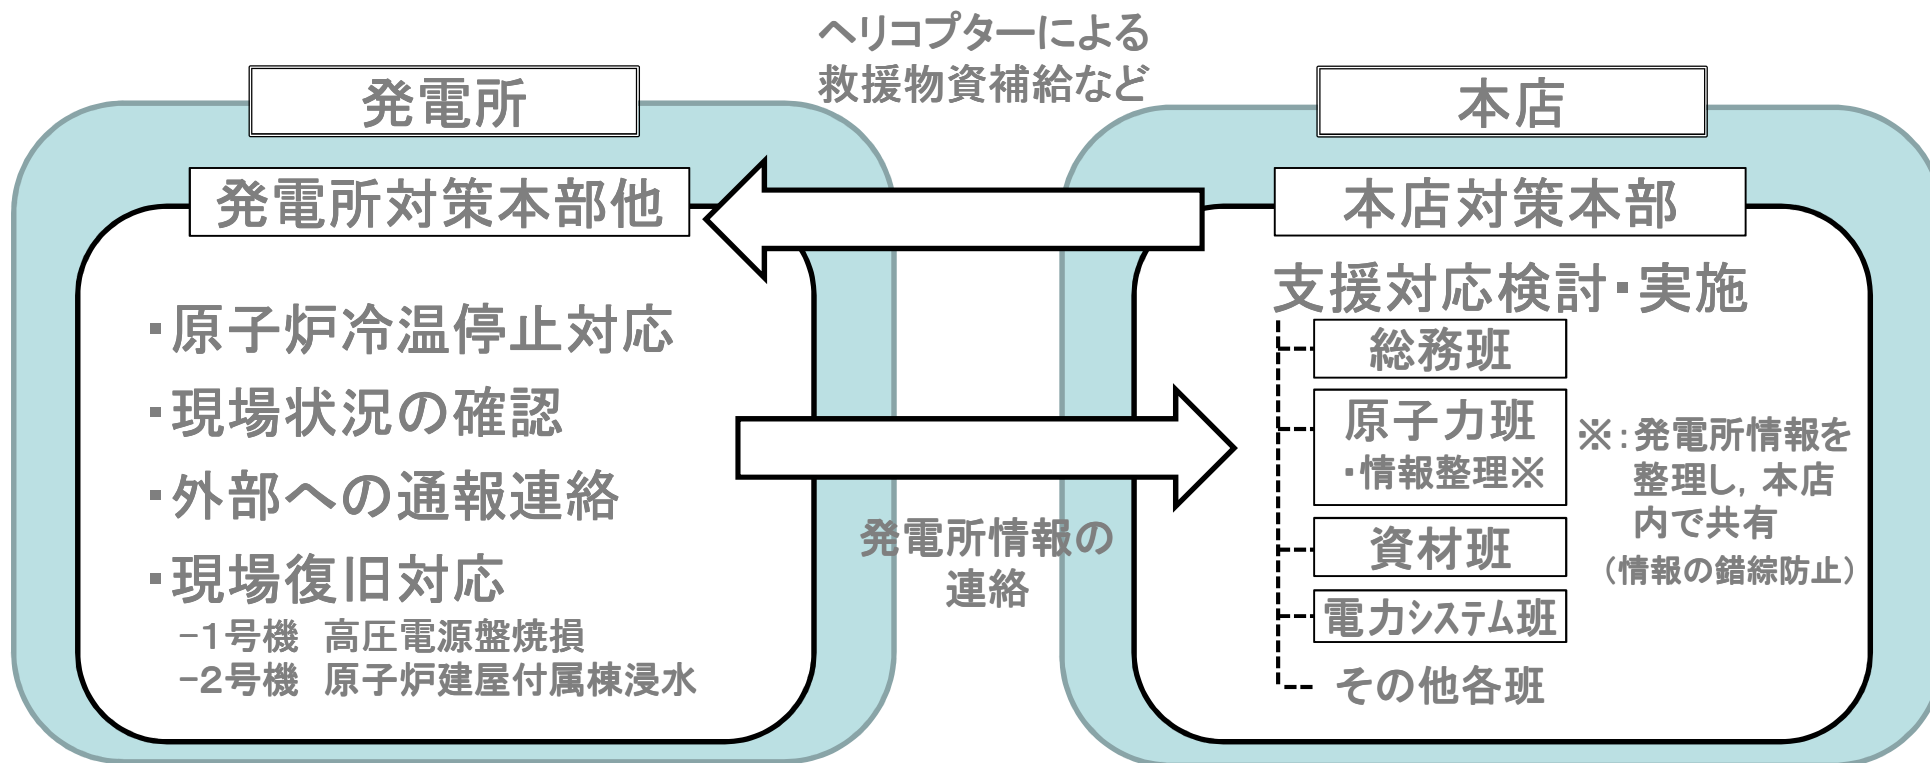 ヘリコプターによる
救援物資補給など
発電所
発電所対策本部他
・原子炉冷温停止対応
・現場状況の確認
・外部への通報連絡
・現場復旧対応
−1号機　高圧電源盤焼損
−2号機　原子炉建屋付属棟浸水
発電所情報の
連絡
本店
本店対策本部
支援対応検討・実施
総務班
原子力班
・情報整理※
資材班
電力システム班
その他各班
※：発電所情報を
整理し，本店
内で共有
（情報の錯綜防止）